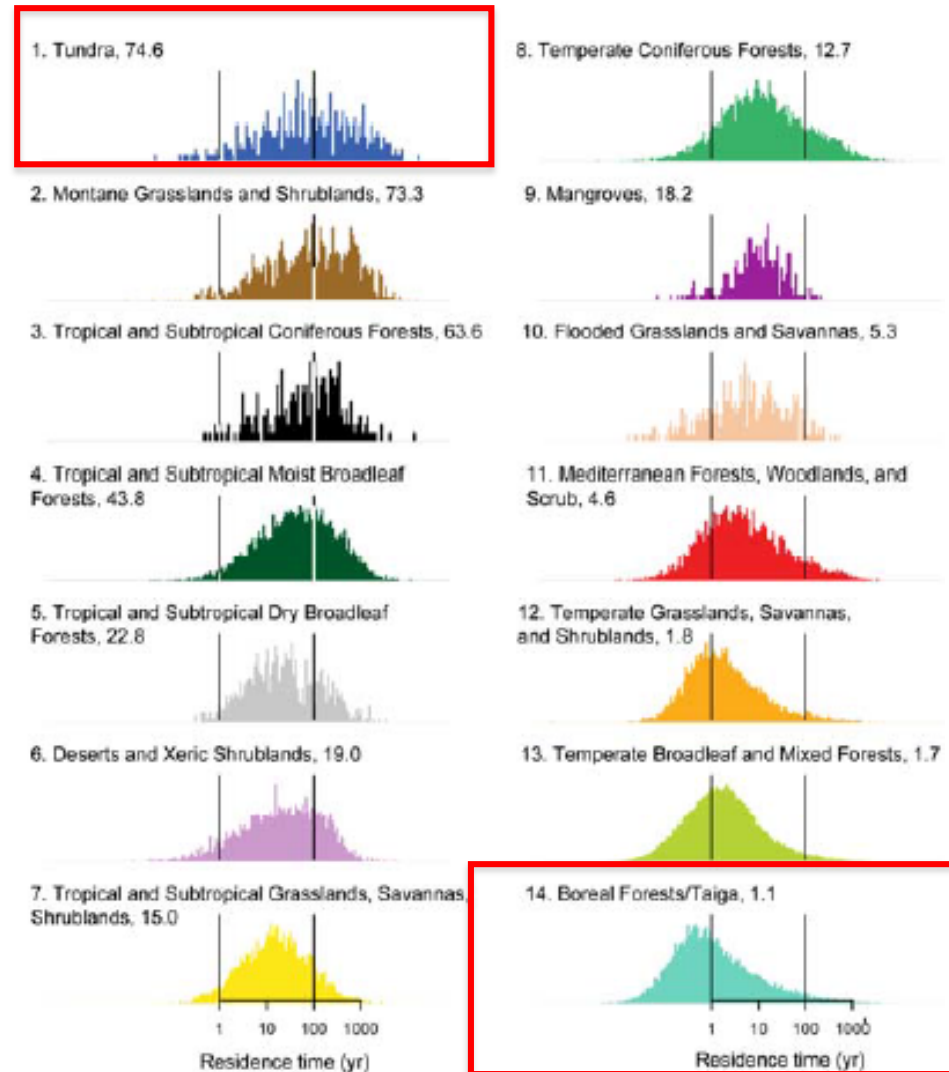 1. Tundra, 74.6
2. Montane Grasslands and Shrublands, 73.3
3. Tropical and Subtropical Coniferous Forests, 63.6
4. Tropical and Subtropical Moist Broadleaf
Forests, 43.8
5. Tropical and Subtropical Dry Broadleaf
Forests, 22.8
6. Deserts and Xeric Shrublands, 19.0
7. Tropical and Subtropical Grasslands, Savannas,
Shrublands, 15.0
1 10 100 1000
Residence time (yr)
8. Temperate Coniferous Forests, 12.7
9. Mangroves, 18.2
10. Flooded Grasslands and Savannas, 5.3
11. Mediterranean Forests, Woodlands, and
Scrub, 4.6
12. Temperate Grasslands, Savannas,
and Shrublands, 1.8
13. Temperate Broadleaf and Mixed Forests, 1.7
14. Boreal Forests/Taiga, 1.1
1 10 100 1000
Residence time (yr)